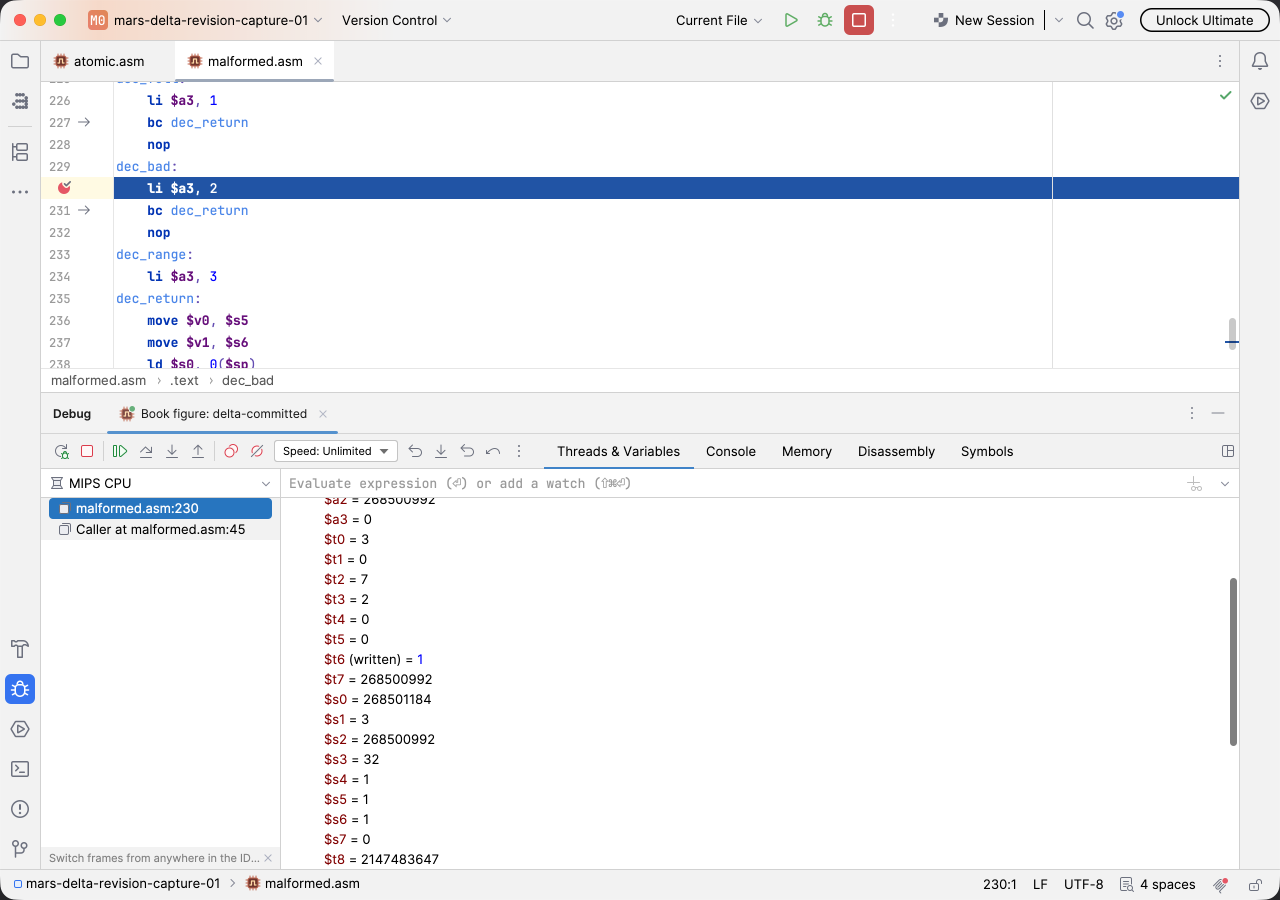 M0 mars-delta-revision-capture-01 Version Control Current File New Session Unlock Ultimate
atomic.asm malformed.asm
226 li $a3, 1
227 bc dec_return
228 nop
229 dec_bad:
li $a3, 2
231 bc dec_return
232 nop
233 dec_range:
234 li $a3, 3
235 dec_return:
236 move $v0, $s5
237 move $v1, $s6
238 ld $s0, 0($sp)
malformed.asm › .text › dec_bad
Debug Book figure: delta-committed
Speed: Unlimited Threads & Variables Console Memory Disassembly Symbols
MIPS CPU Evaluate expression (⏎) or add a watch (⇧⌘⏎)
malformed.asm:230
Caller at malformed.asm:45
$a2 = 268500992
$a3 = 0
$t0 = 3
$t1 = 0
$t2 = 7
$t3 = 2
$t4 = 0
$t5 = 0
$t6 (written) = 1
$t7 = 268500992
$s0 = 268501184
$s1 = 3
$s2 = 268500992
$s3 = 32
$s4 = 1
$s5 = 1
$s6 = 1
$s7 = 0
$t8 = 2147483647
Switch frames from anywhere in the ID...
mars-delta-revision-capture-01 › malformed.asm 230:1 LF UTF-8 4 spaces